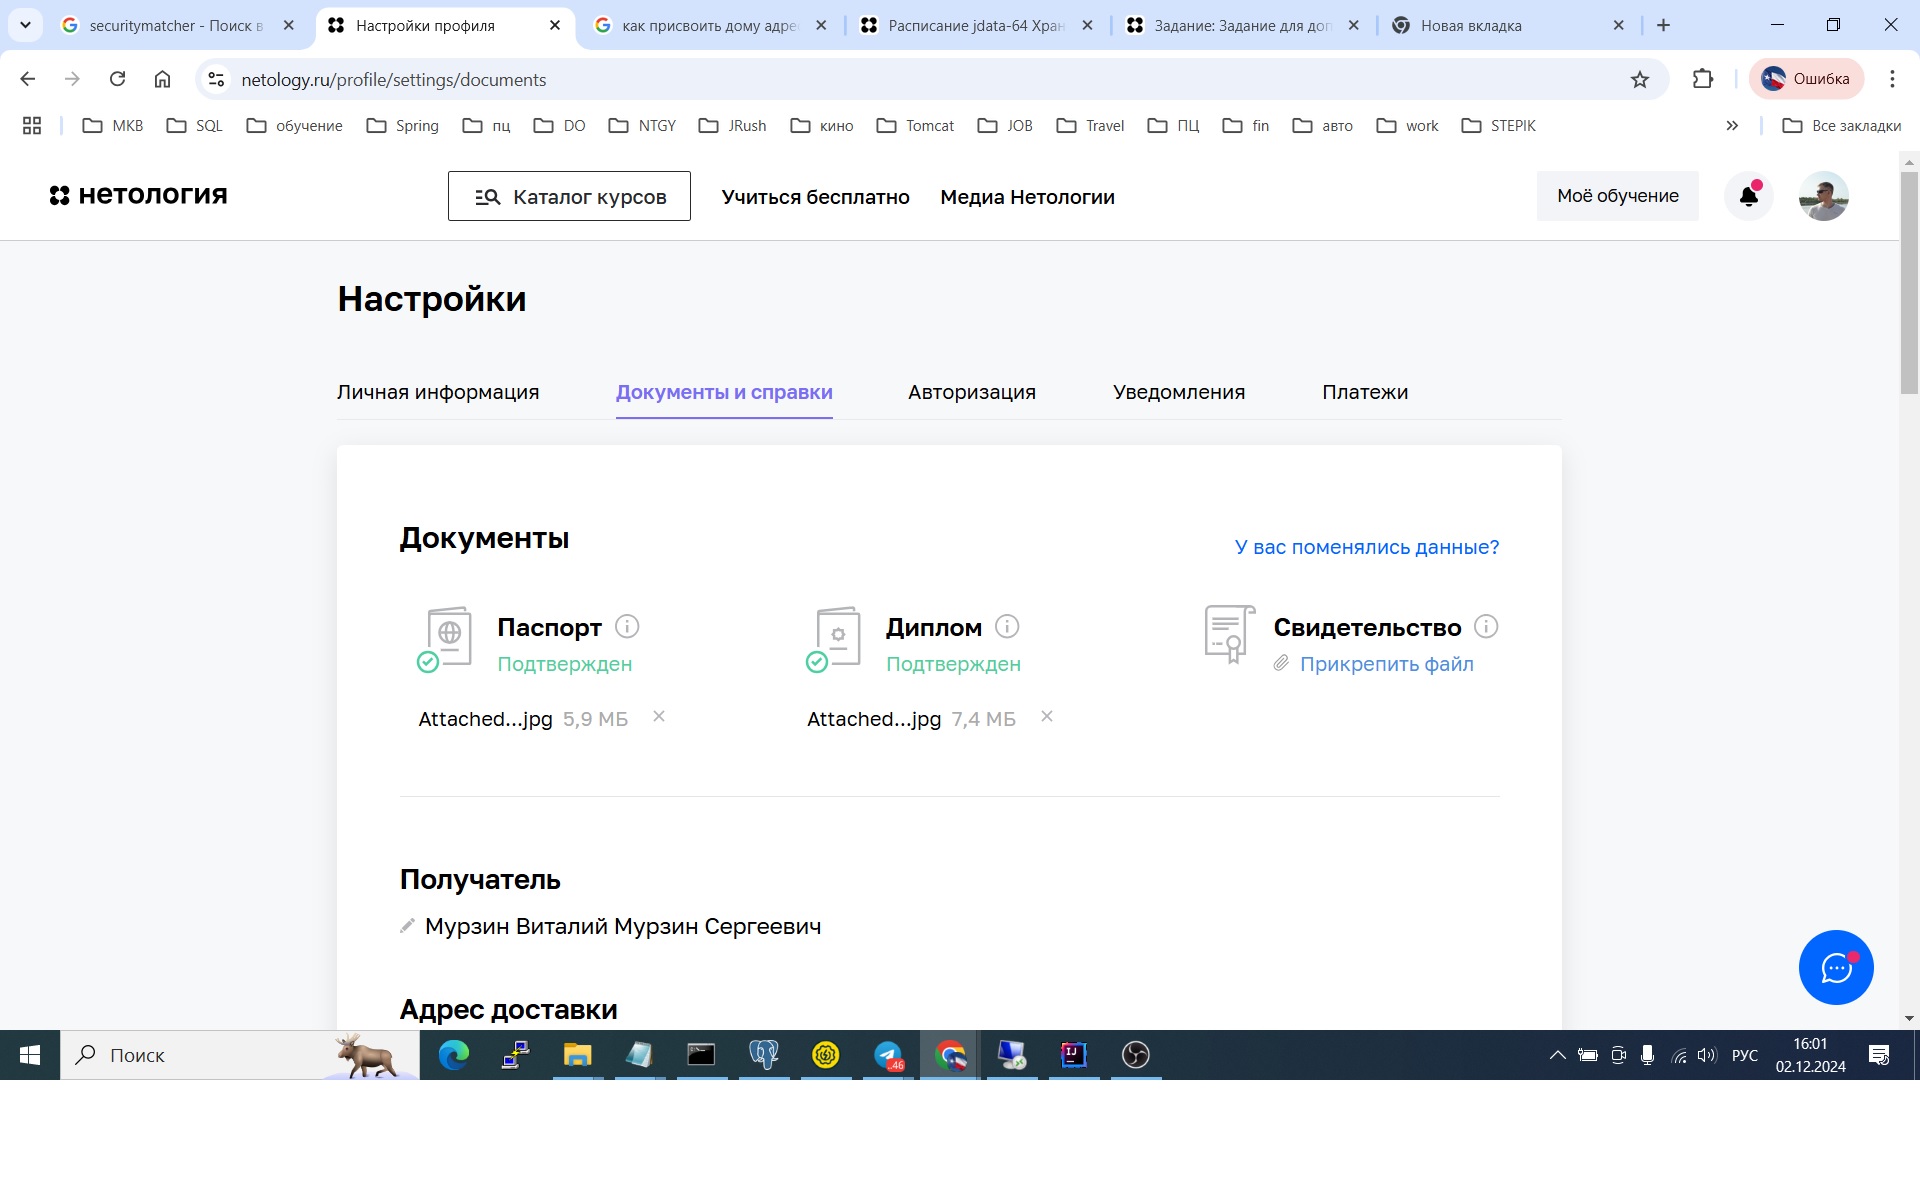 securitymatcher - Поиск в
Настройки профиля
как присвоить дому адре
Расписание jdata-64 Хран
Задание: Задание для доп
Новая вкладка
netology.ru/profile/settings/documents
Ошибка
МКВ
SQL
обучение
Spring
пц
DO
NTGY
JRush
кино
Tomcat
JOB
Travel
ПЦ
fin
авто
work
STEPIK
Все закладки
нетология
Каталог курсов
Учиться бесплатно
Медиа Нетологии
Моё обучение
Настройки
Личная информация
Документы и справки
Авторизация
Уведомления
Платежи
Документы
У вас поменялись данные?
Паспорт
Подтвержден
Attached...jpg 5,9 МБ
Диплом
Подтвержден
Attached...jpg 7,4 МБ
Свидетельство
Прикрепить файл
Получатель
Мурзин Виталий Мурзин Сергеевич
Адрес доставки
Поиск
.46
IJ
РУС
16:01
02.12.2024